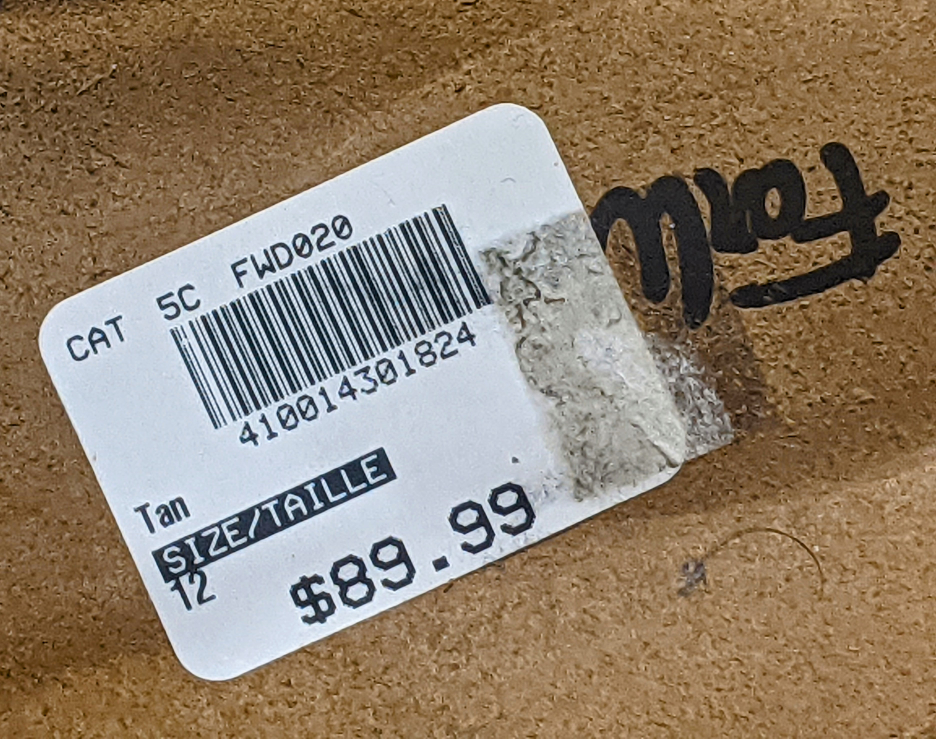 CAT 5C FWD020
410014301824
Tan
SIZE/TAILLE
12
$89.99